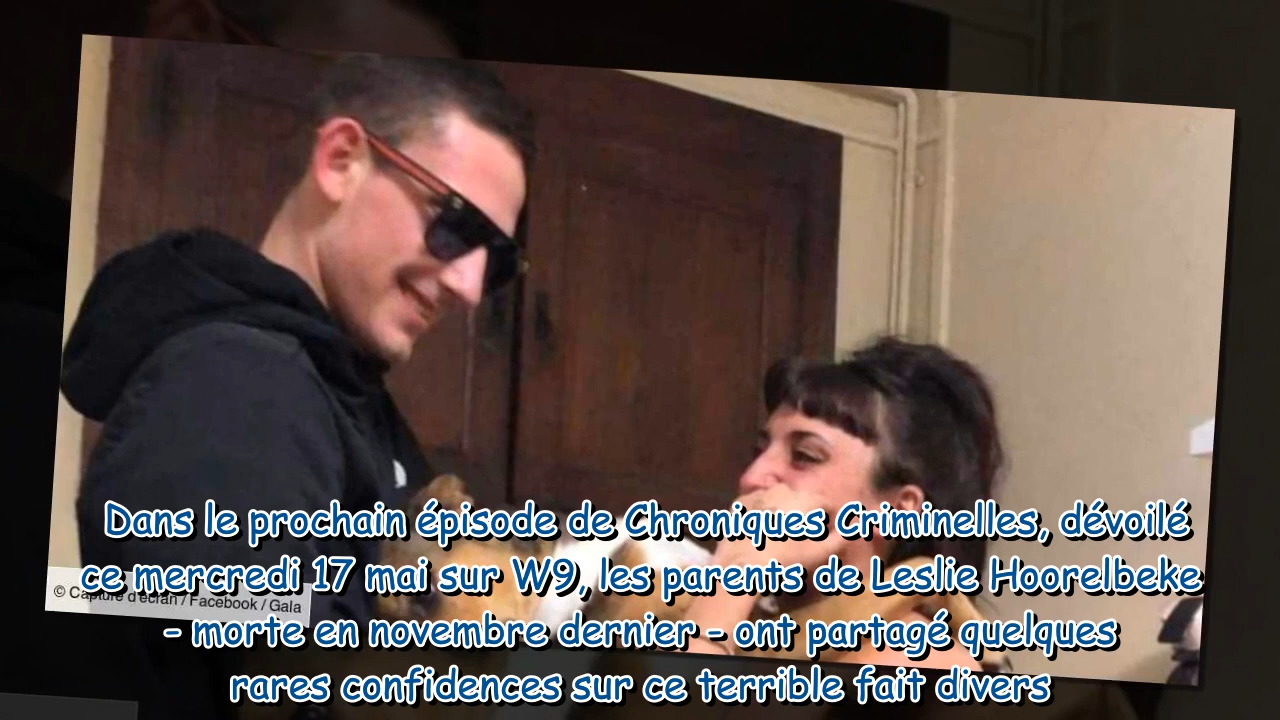 Dans le prochain épisode de Chroniques Criminelles, dévoilé
ce mercredi 17 mai sur W9, les parents de Leslie Hoorelbeke
© Capture d'écran / Facebook / Gala
- morte en novembre dernier - ont partagé quelques
rares confidences sur ce terrible fait divers